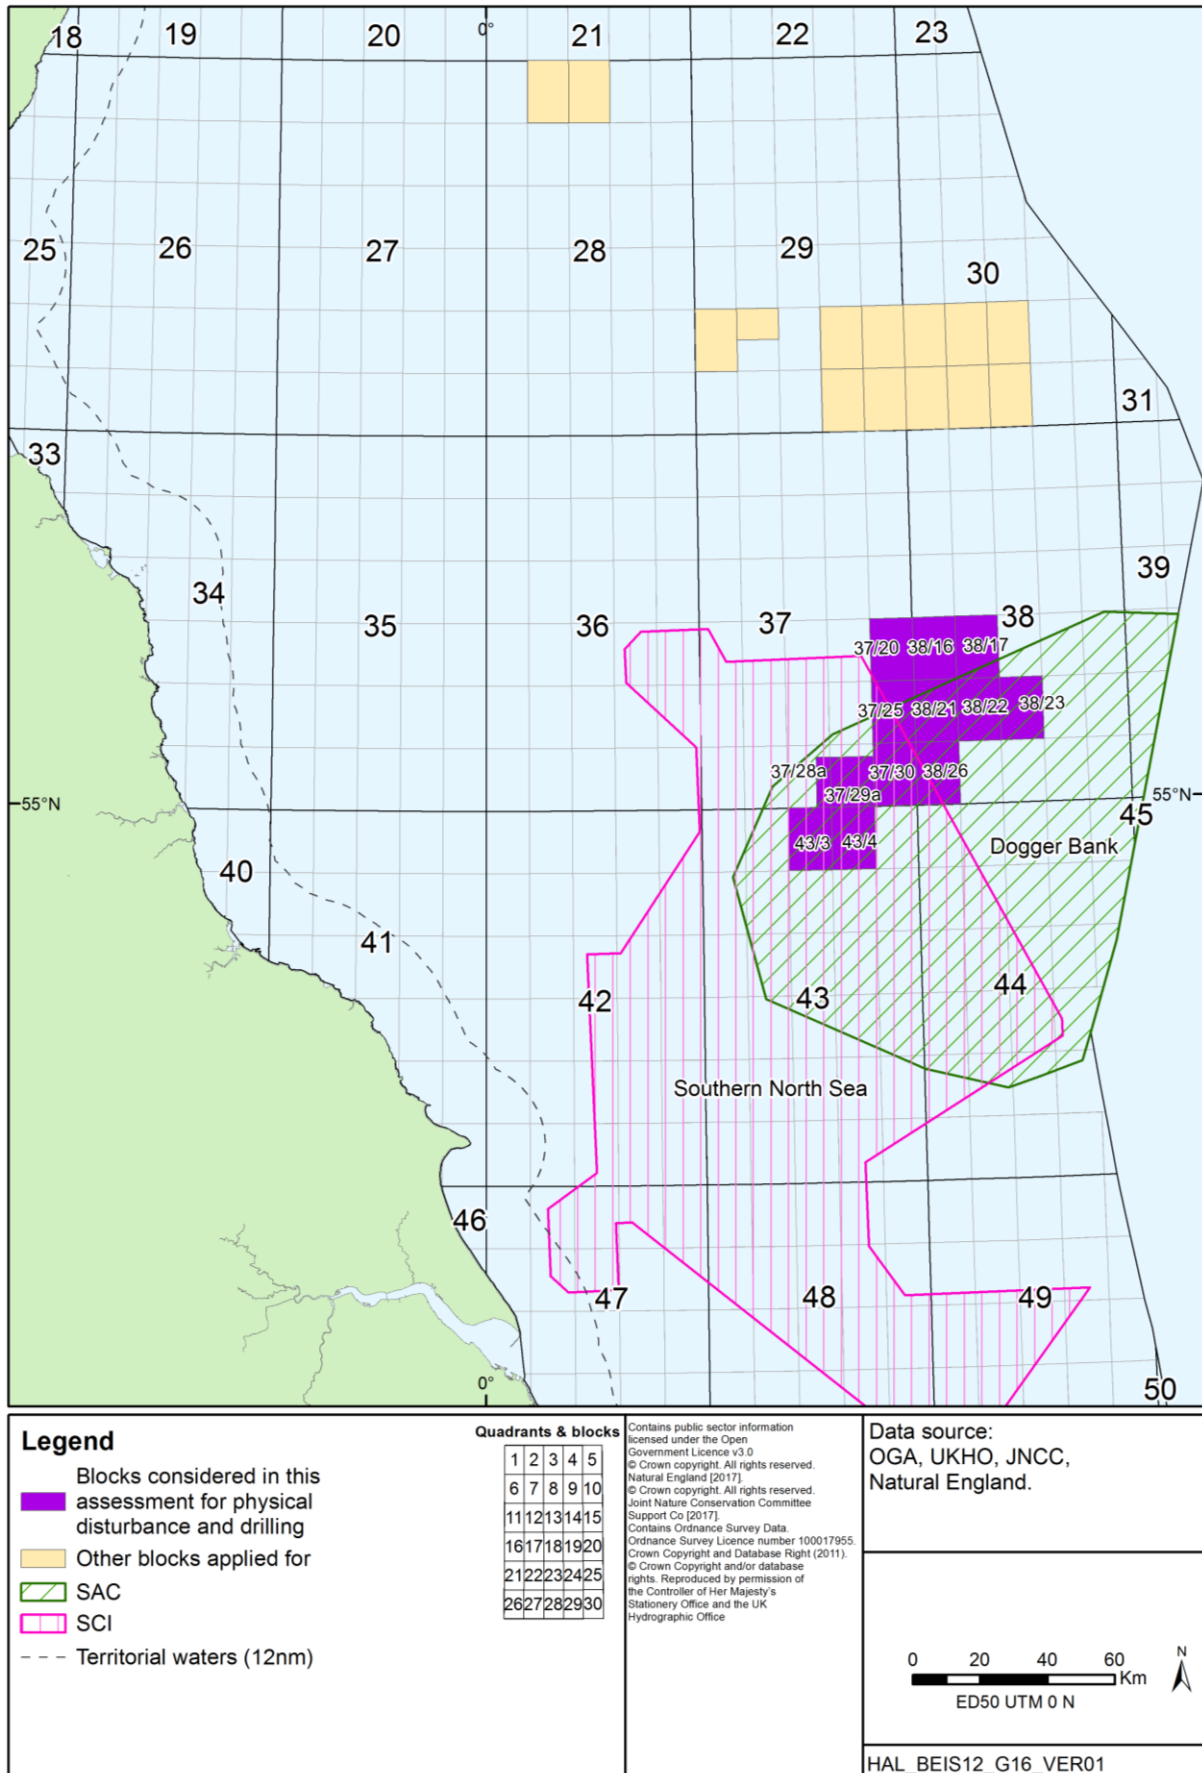 18
19
20
0°
21
22
23
25
26
27
28
29
30
31
33
34
35
36
37
38
39
37/20 38/16 38/17
37/25 38/21 38/22 38/23
37/28a 37/30 38/26
37/29a
43/3 43/4
55°N
55°N
45
Dogger Bank
40
41
42
43
44
Southern North Sea
46
47
48
49
0°
50
Legend
Blocks considered in this
assessment for physical
disturbance and drilling
Other blocks applied for
SAC
SCI
Territorial waters (12nm)
Quadrants & blocks
1 2 3 4 5
6 7 8 9 10
11 12 13 14 15
16 17 18 19 20
21 22 23 24 25
26 27 28 29 30
Contains public sector information
licensed under the Open
Government Licence v3.0
© Crown copyright. All rights reserved.
Natural England [2017].
© Crown copyright. All rights reserved.
Joint Nature Conservation Committee
Support Co [2017].
Contains Ordnance Survey Data.
Ordnance Survey Licence number 100017955.
Crown Copyright and Database Right (2011).
© Crown Copyright and/or database
rights. Reproduced by permission of
the Controller of Her Majesty's
Stationery Office and the UK
Hydrographic Office
Data source:
OGA, UKHO, JNCC,
Natural England.
0 20 40 60
Km
N
ED50 UTM 0 N
HAL_BEIS12_G16_VER01